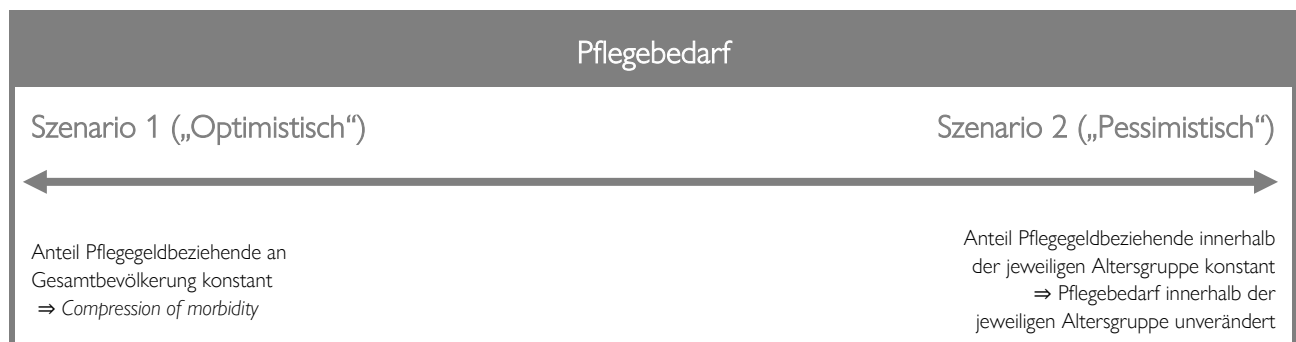 Pflegebedarf
Szenario 1 („Optimistisch“)
Szenario 2 („Pessimistisch“)
Anteil Pflegegeldbeziehende an
Gesamtbevölkerung konstant
⇒ Compression of morbidity
Anteil Pflegegeldbeziehende innerhalb
der jeweiligen Altersgruppe konstant
⇒ Pflegebedarf innerhalb der
jeweiligen Altersgruppe unverändert